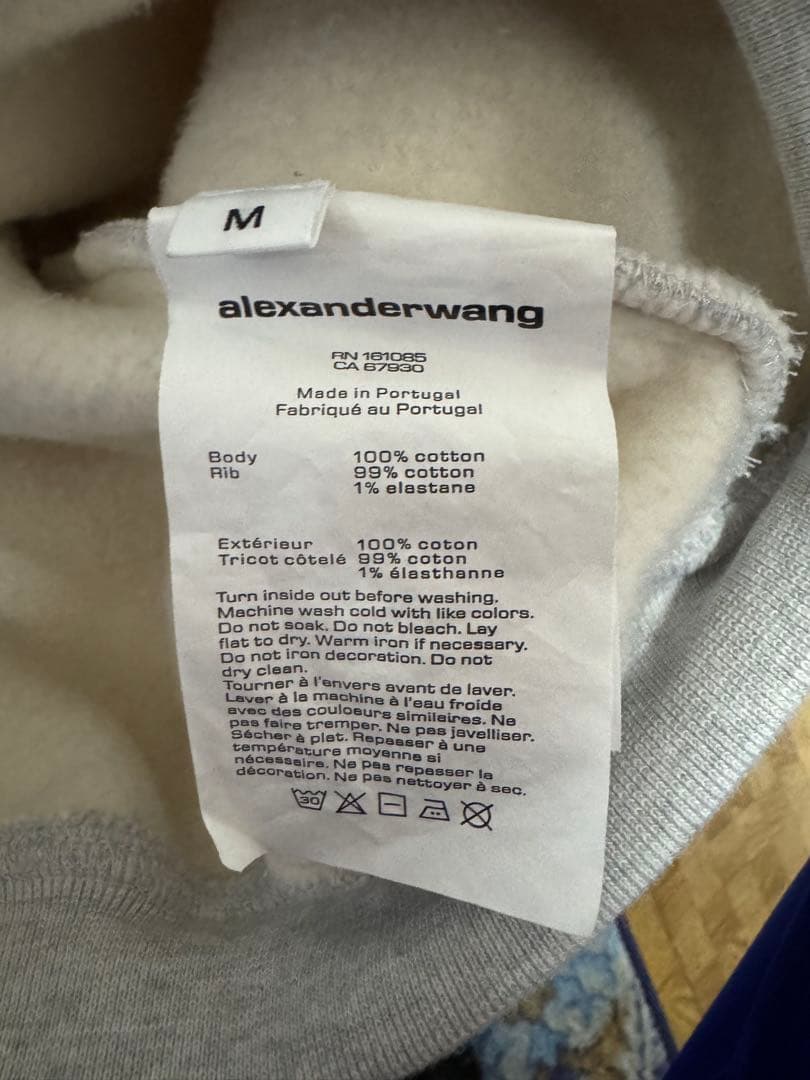 M
alexanderwang
RN 161085
CA 67930
Made in Portugal
Fabriqué au Portugal
Body 100% cotton
Rib 99% cotton
1% elastane
Extérieur 100% coton
Tricot côtelé 99% coton
1% élasthanne
Turn inside out before washing.
Machine wash cold with like colors.
Do not soak. Do not bleach. Lay
flat to dry. Warm iron if necessary.
Do not iron decoration. Do not
dry clean.
Tourner à l'envers avant de laver.
Laver à la machine à l'eau froide
avec des couloeurs similaires. Ne
pas faire tremper. Ne pas javelliser.
Sécher à plat. Repasser à une
température moyenne si
nécessaire. Ne pas repasser la
décoration. Ne pas nettoyer à sec.
30